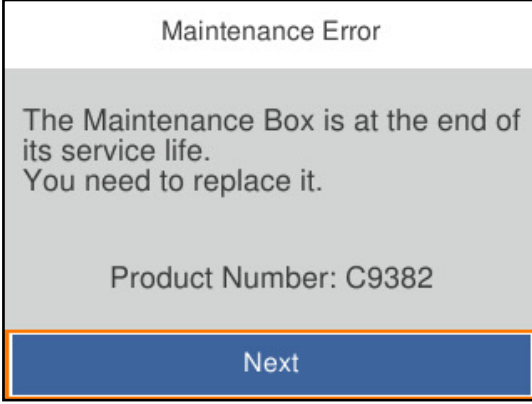 Maintenance Error
The Maintenance Box is at the end of
its service life.
You need to replace it.
Product Number: C9382
Next